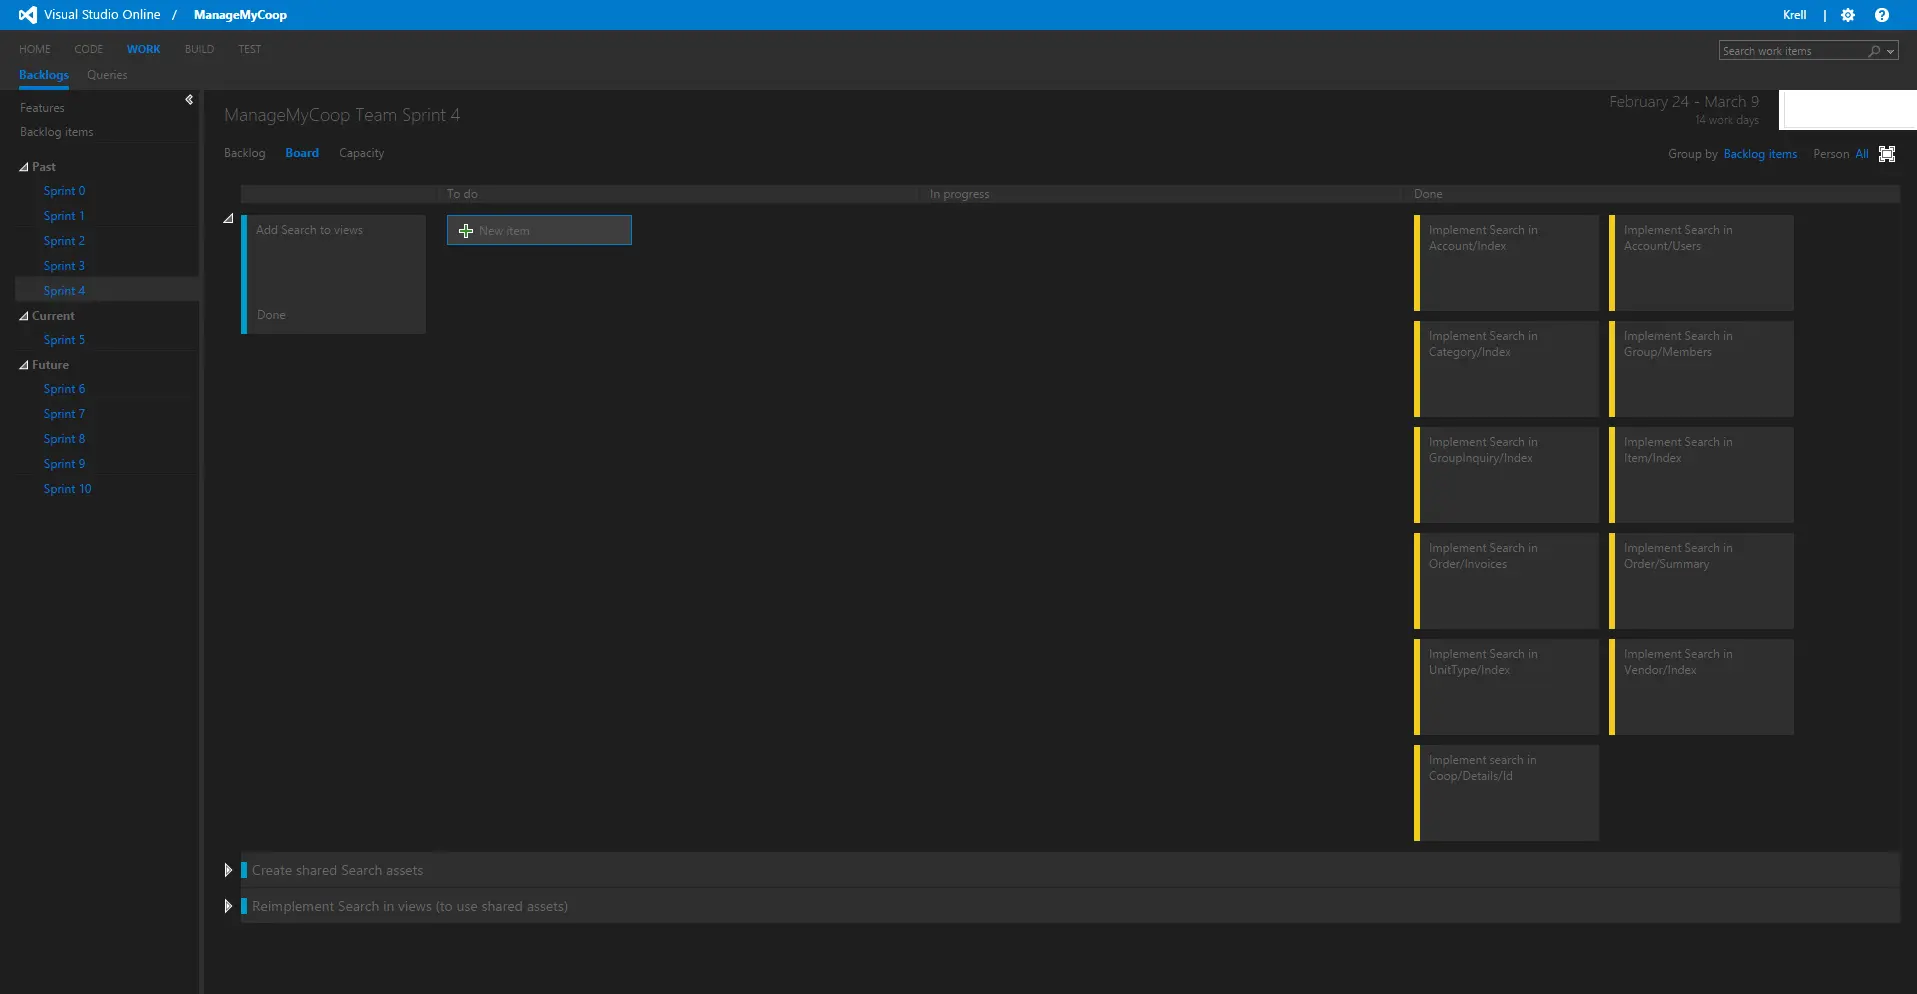 Visual Studio Online / ManageMyCoop
Krell |
HOME CODE WORK BUILD TEST
Search work items
Backlogs Queries
Features
Backlog items
Past
Sprint 0
Sprint 1
Sprint 2
Sprint 3
Sprint 4
Current
Sprint 5
Future
Sprint 6
Sprint 7
Sprint 8
Sprint 9
Sprint 10
ManageMyCoop Team Sprint 4
February 24 - March 9
14 work days
Backlog Board Capacity
Group by Backlog items Person All
To do In progress Done
Add Search to views
Done
New item
Implement Search in
Account/Index
Implement Search in
Account/Users
Implement Search in
Category/Index
Implement Search in
Group/Members
Implement Search in
GroupInquiry/Index
Implement Search in
Item/Index
Implement Search in
Order/Invoices
Implement Search in
Order/Summary
Implement Search in
UnitType/Index
Implement Search in
Vendor/Index
Implement search in
Coop/Details/Id
Create shared Search assets
Reimplement Search in views (to use shared assets)